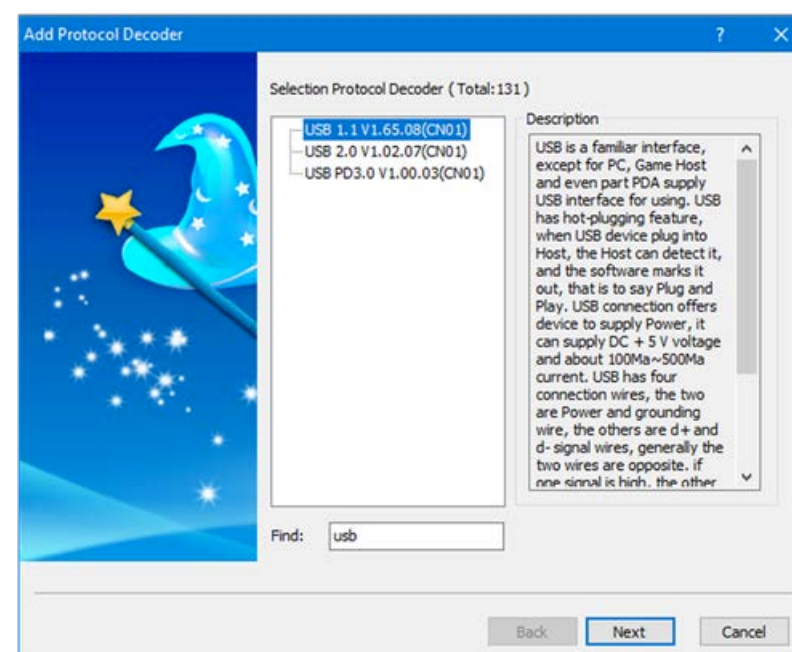 Add Protocol Decoder
Selection Protocol Decoder ( Total:131 )
USB 1.1 V1.65.08(CN01)
USB 2.0 V1.02.07(CN01)
USB PD3.0 V1.00.03(CN01)
Description
USB is a familiar interface,
except for PC, Game Host
and even part PDA supply
USB interface for using. USB
has hot-plugging feature,
when USB device plug into
Host, the Host can detect it,
and the software marks it
out, that is to say Plug and
Play. USB connection offers
device to supply Power, it
can supply DC + 5 V voltage
and about 100Ma~500Ma
current. USB has four
connection wires, the two
are Power and grounding
wire, the others are d+ and
d- signal wires, generally the
two wires are opposite. if
one signal is high, the other
Find: usb
Back Next Cancel